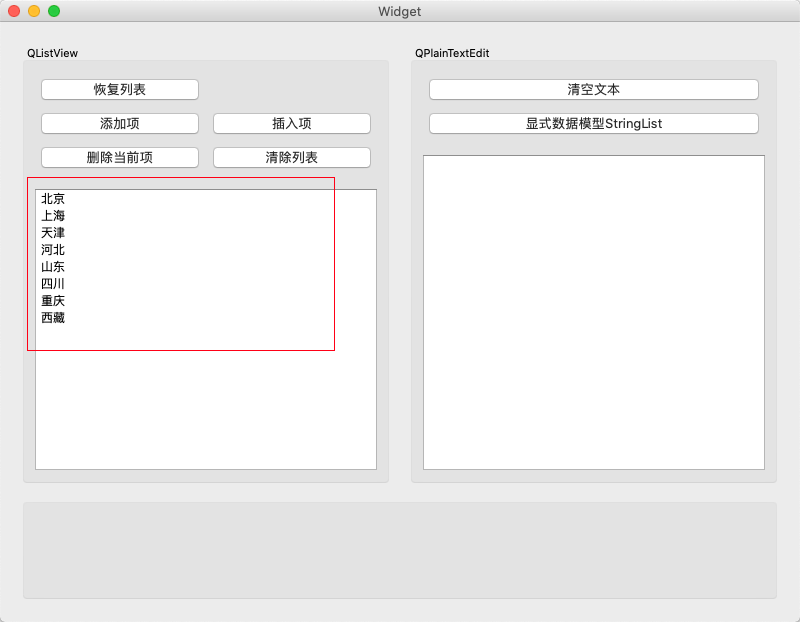 Widget
QListView
恢复列表
添加项
插入项
删除当前项
清除列表
北京
上海
天津
河北
山东
四川
重庆
西藏
QPlainTextEdit
清空文本
显式数据模型StringList